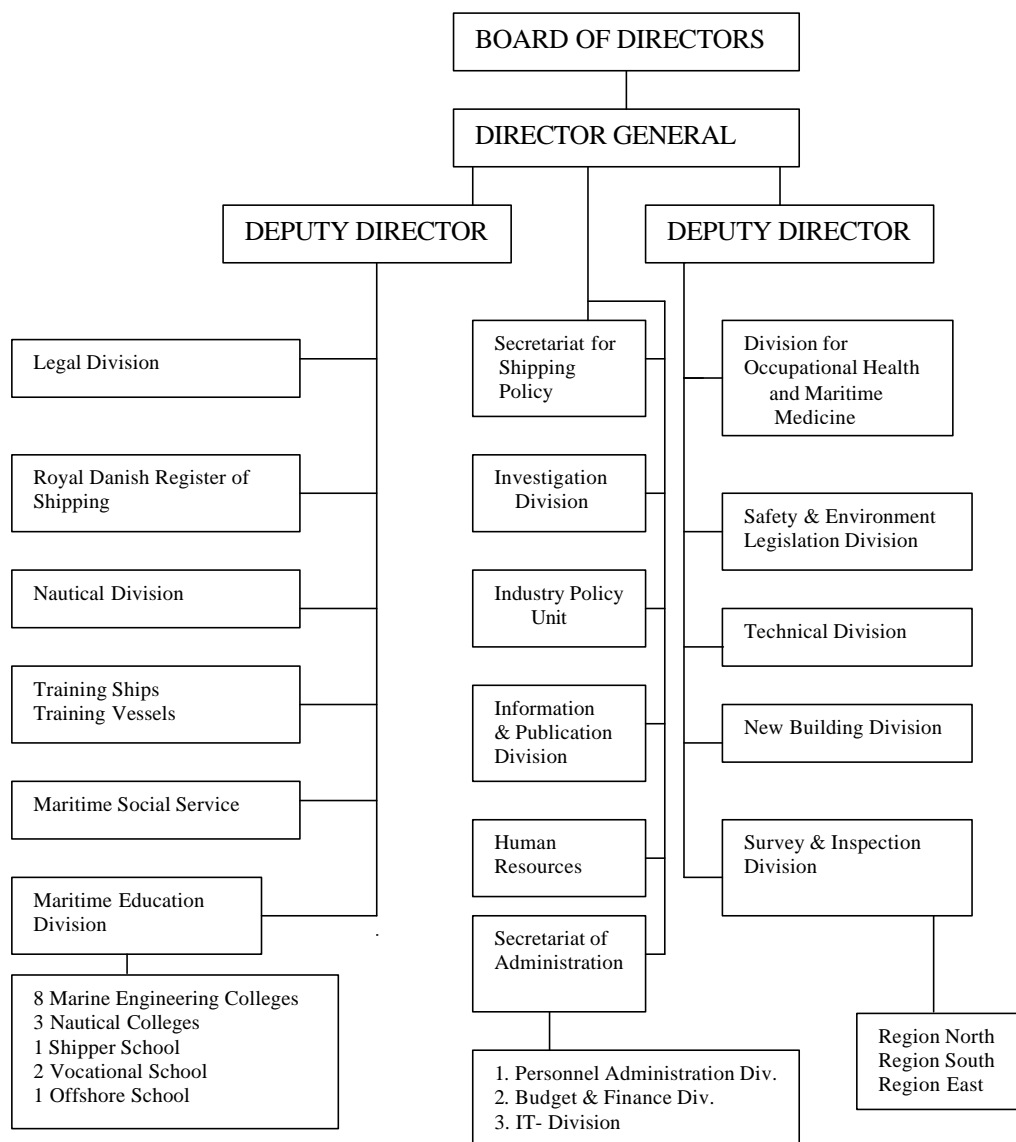 BOARD OF DIRECTORS
DIRECTOR GENERAL
DEPUTY DIRECTOR
DEPUTY DIRECTOR
Legal Division
Royal Danish Register of
Shipping
Nautical Division
Training Ships
Training Vessels
Maritime Social Service
Maritime Education
Division
8 Marine Engineering Colleges
3 Nautical Colleges
1 Shipper School
2 Vocational School
1 Offshore School
Secretariat for
Shipping
Policy
Investigation
Division
Industry Policy
Unit
Information
& Publication
Division
Human
Resources
Secretariat of
Administration
1. Personnel Administration Div.
2. Budget & Finance Div.
3. IT- Division
Division for
Occupational Health
and Maritime
Medicine
Safety & Environment
Legislation Division
Technical Division
New Building Division
Survey & Inspection
Division
Region North
Region South
Region East